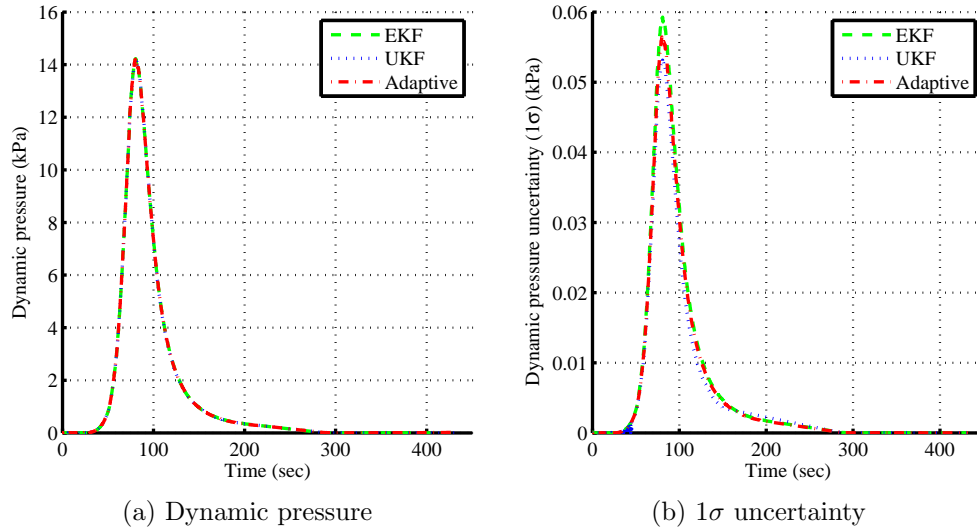 EKF
UKF
Adaptive
16
14
12
10
8
6
4
2
0
0 100 200 300 400
Dynamic pressure (kPa)
Time (sec)
(a) Dynamic pressure
EKF
UKF
Adaptive
0.06
0.05
0.04
0.03
0.02
0.01
0
0 100 200 300 400
Dynamic pressure uncertainty (1σ) (kPa)
Time (sec)
(b) 1σ uncertainty